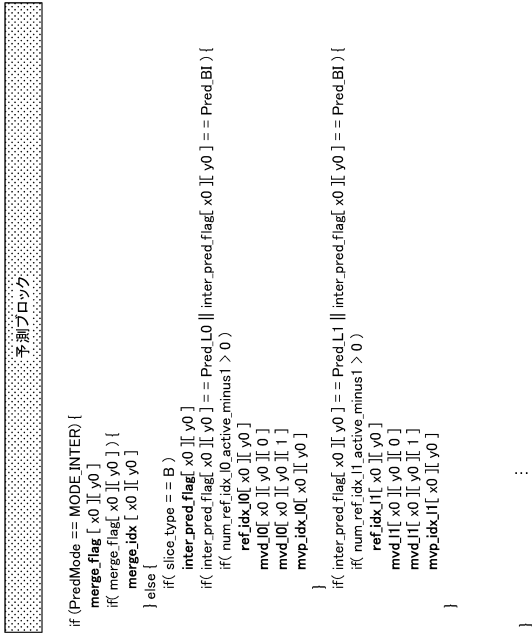 予測ブロック
if (PredMode == MODE_INTER) {
merge_flag [ x0 ][ y0 ]
if( merge_flag[ x0 ][ y0 ] ) {
merge_idx [ x0 ][ y0 ]
} else {
if( slice_type = = B )
inter_pred_flag[ x0 ][ y0 ]
if( inter_pred_flag[ x0 ][ y0 ] = = Pred_L0 || inter_pred_flag[ x0 ][ y0 ] = = Pred_BI ) {
if( num_ref_idx_l0_active_minus1 > 0 )
ref_idx_l0[ x0 ][ y0 ]
mvd_l0[ x0 ][ y0 ][ 0 ]
mvd_l0[ x0 ][ y0 ][ 1 ]
mvp_idx_l0[ x0 ][ y0 ]
}
if( inter_pred_flag[ x0 ][ y0 ] = = Pred_L1 || inter_pred_flag[ x0 ][ y0 ] = = Pred_BI ) {
if( num_ref_idx_l1_active_minus1 > 0 )
ref_idx_l1[ x0 ][ y0 ]
mvd_l1[ x0 ][ y0 ][ 0 ]
mvd_l1[ x0 ][ y0 ][ 1 ]
mvp_idx_l1[ x0 ][ y0 ]
}
…
}